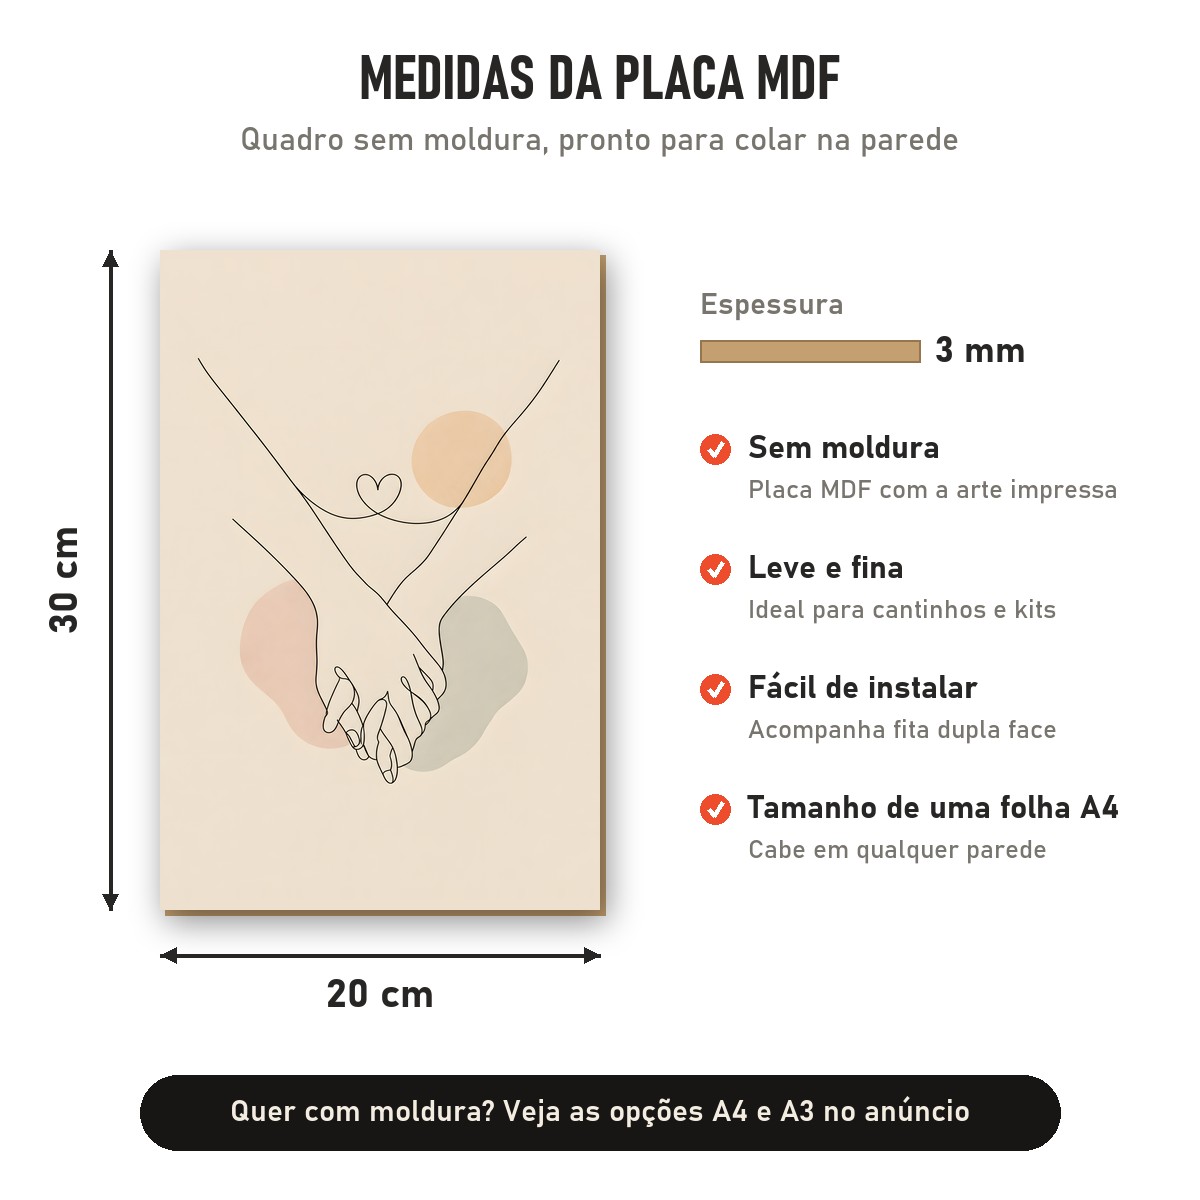 MEDIDAS DA PLACA MDF
Quadro sem moldura, pronto para colar na parede
30 cm
20 cm
Espessura
3 mm
Sem moldura
Placa MDF com a arte impressa
Leve e fina
Ideal para cantinhos e kits
Fácil de instalar
Acompanha fita dupla face
Tamanho de uma folha A4
Cabe em qualquer parede
Quer com moldura? Veja as opções A4 e A3 no anúncio